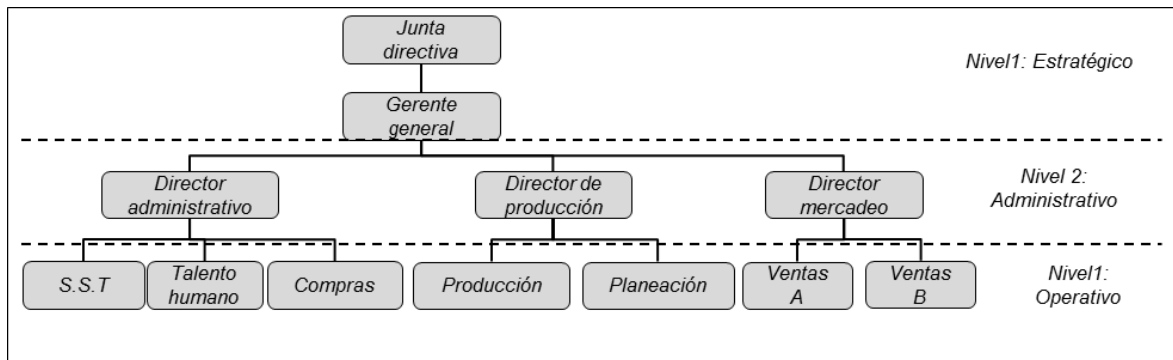 Junta
directiva
Nivel1: Estratégico
Gerente
general
Director
administrativo
Director de
producción
Director
mercadeo
Nivel 2:
Administrativo
S.S.T
Talento
humano
Compras
Producción
Planeación
Ventas
A
Ventas
B
Nivel1:
Operativo